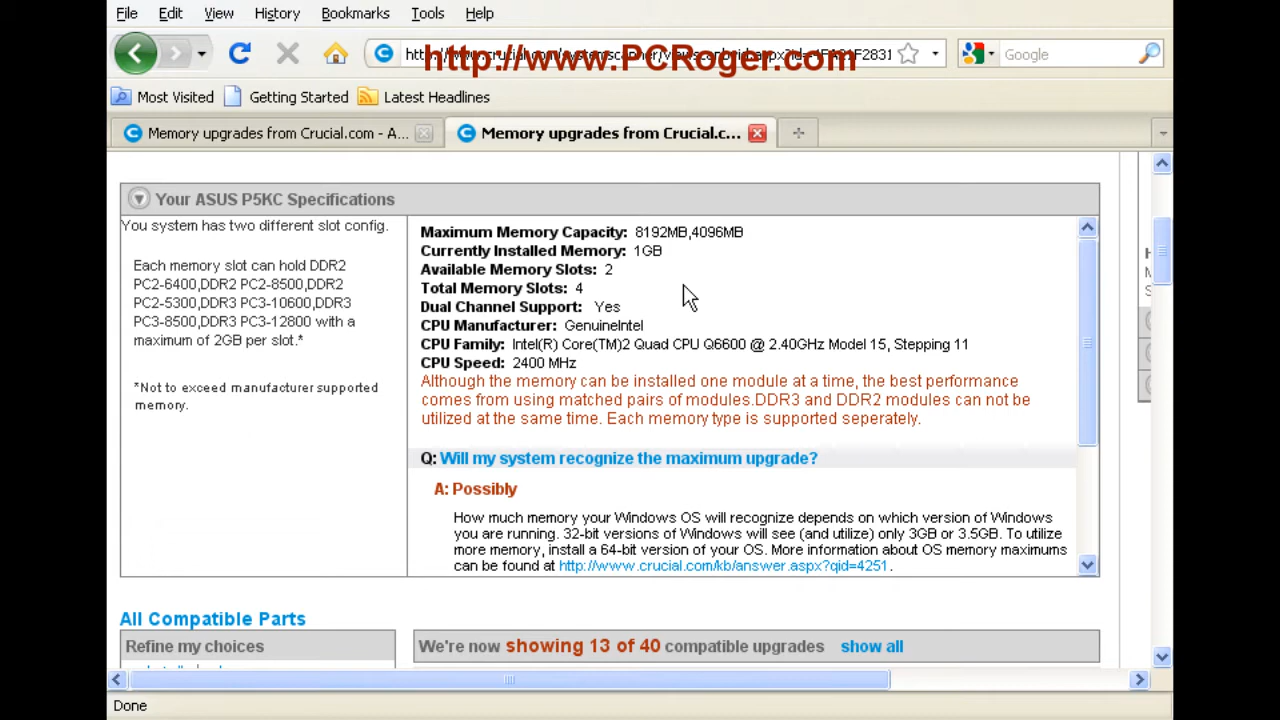 File Edit View History Bookmarks Tools Help
http://www.PCRoger.com
Google
Most Visited Getting Started Latest Headlines
Memory upgrades from Crucial.com - A... Memory upgrades from Crucial.c...
Your ASUS P5KC Specifications
You system has two different slot config.
Each memory slot can hold DDR2
PC2-6400,DDR2 PC2-8500,DDR2
PC2-5300,DDR3 PC3-10600,DDR3
PC3-8500,DDR3 PC3-12800 with a
maximum of 2GB per slot.*
*Not to exceed manufacturer supported
memory.
Maximum Memory Capacity: 8192MB,4096MB
Currently Installed Memory: 1GB
Available Memory Slots: 2
Total Memory Slots: 4
Dual Channel Support: Yes
CPU Manufacturer: GenuineIntel
CPU Family: Intel(R) Core(TM)2 Quad CPU Q6600 @ 2.40GHz Model 15, Stepping 11
CPU Speed: 2400 MHz
Although the memory can be installed one module at a time, the best performance
comes from using matched pairs of modules.DDR3 and DDR2 modules can not be
utilized at the same time. Each memory type is supported seperately.
Q: Will my system recognize the maximum upgrade?
A: Possibly
How much memory your Windows OS will recognize depends on which version of Windows
you are running. 32-bit versions of Windows will see (and utilize) only 3GB or 3.5GB. To utilize
more memory, install a 64-bit version of your OS. More information about OS memory maximums
can be found at http://www.crucial.com/kb/answer.aspx?qid=4251.
All Compatible Parts
Refine my choices
We're now showing 13 of 40 compatible upgrades show all
Done